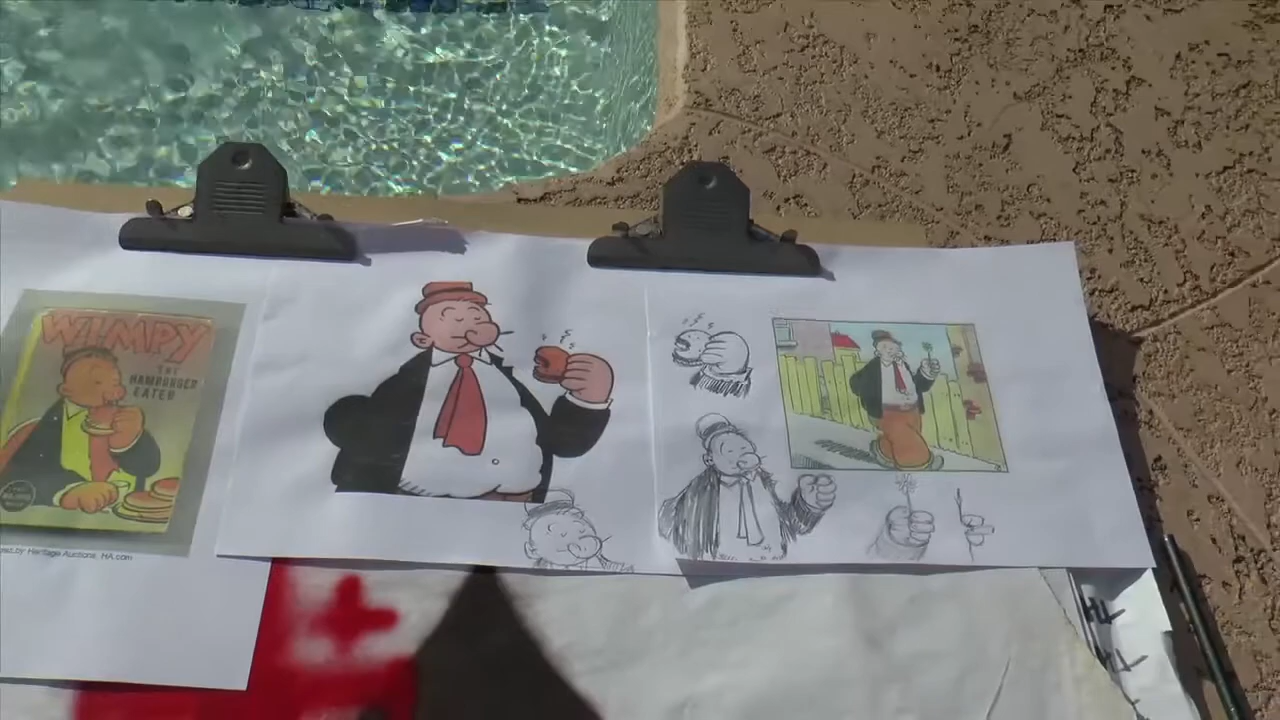 WIMPY
THE
HAMBURGER
EATER
by Heritage Auctions, HA.com